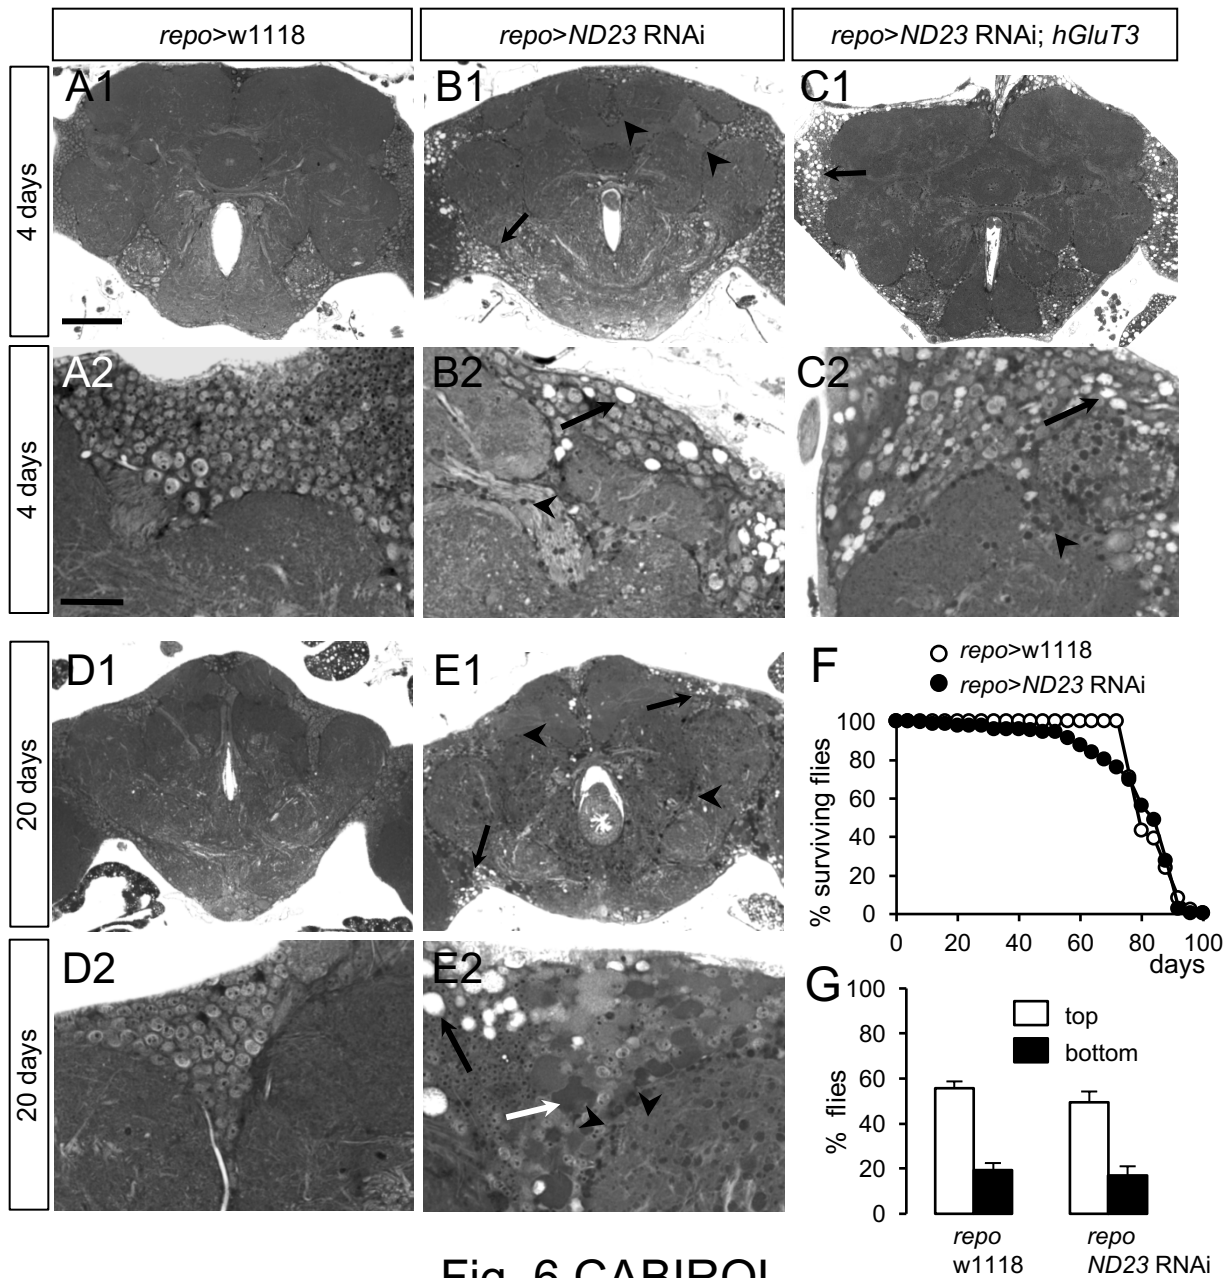 repo>w1118
repo>ND23 RNAi
repo>ND23 RNAi; hGluT3
4 days
A1
B1
C1
4 days
A2
B2
C2
20 days
D1
E1
20 days
D2
E2
F
repo>w1118
repo>ND23 RNAi
% surviving flies
100
80
60
40
20
0
0 20 40 60 80 100
days
G
% flies
100
80
60
40
20
0
top
bottom
repo
w1118
repo
ND23 RNAi
Fig. 6 CABIROL